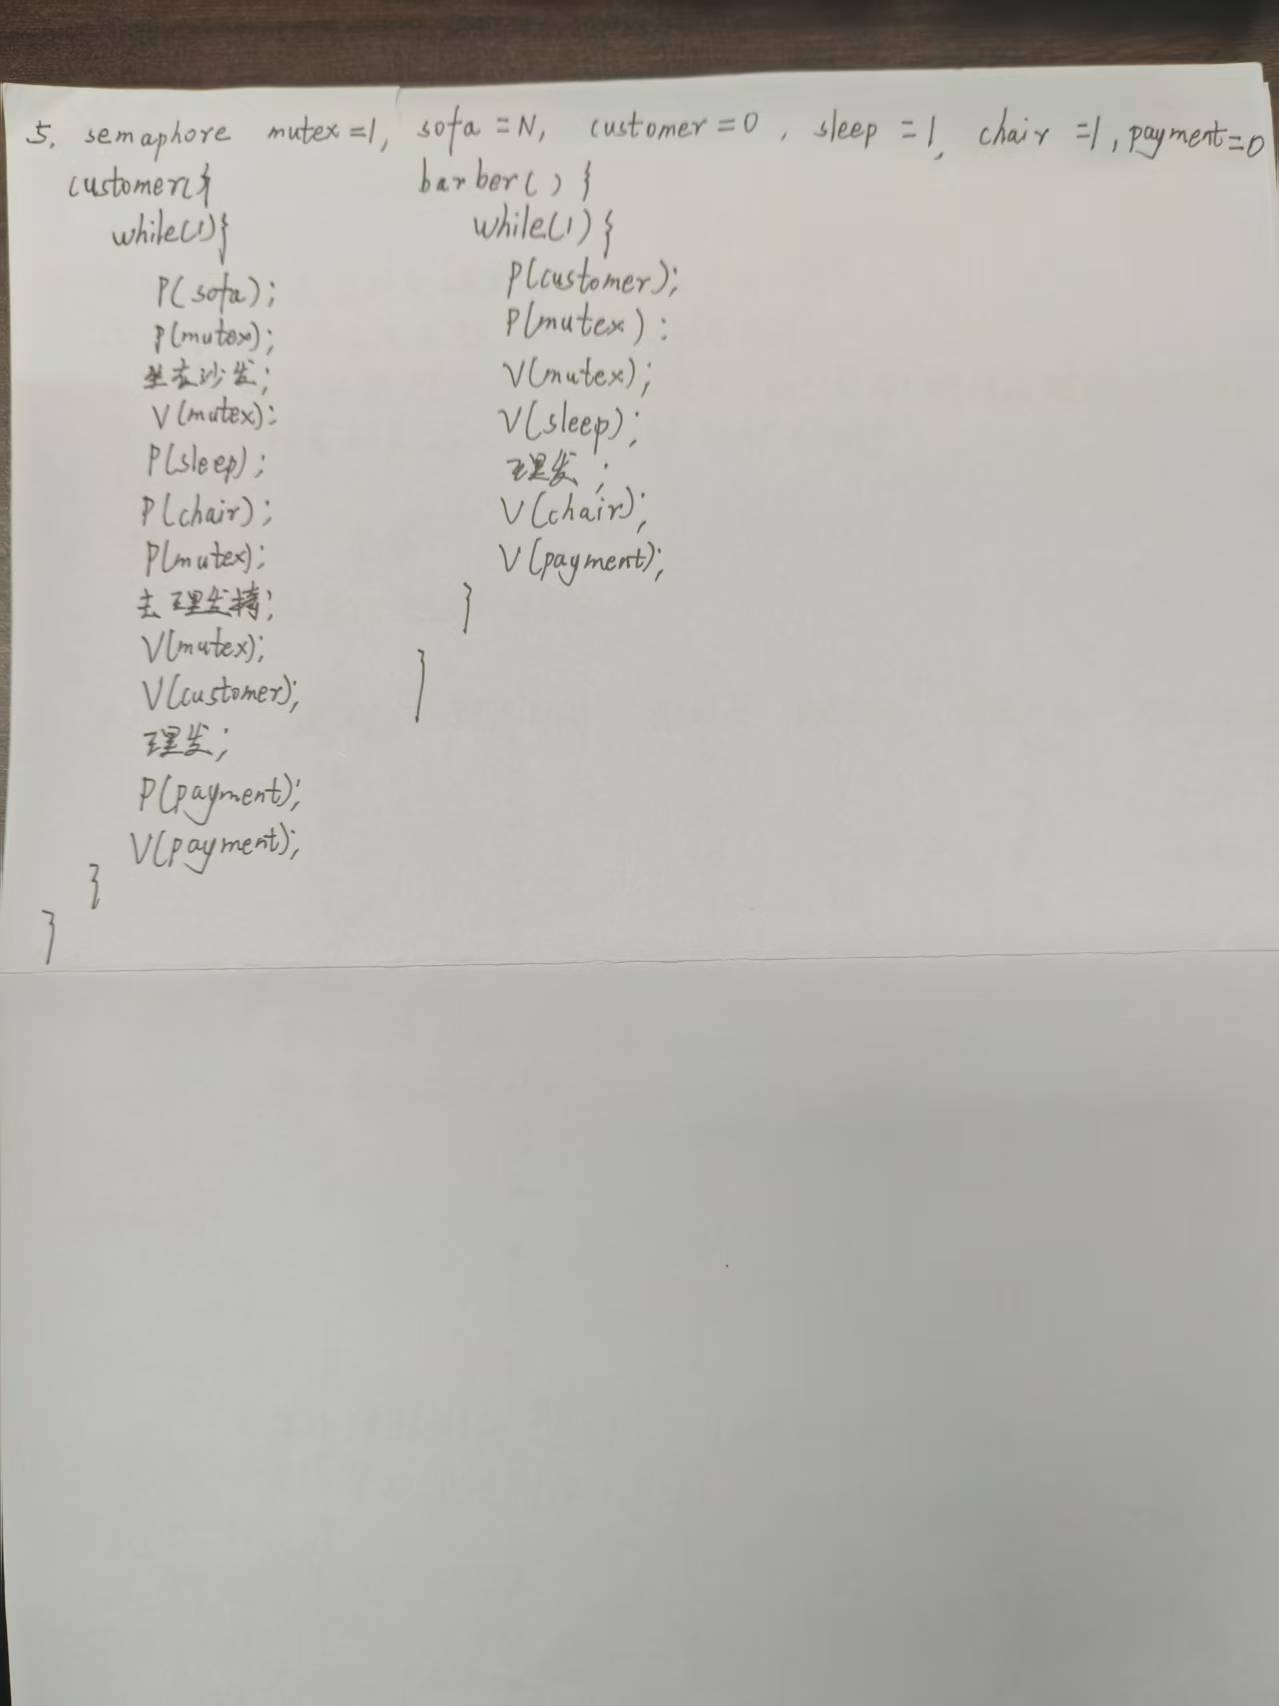 5. semaphore mutex=1, sofa=N, customer=0, sleep=1, chair=1, payment=0
customer(){
while(1){
P(sofa);
P(mutex);
坐在沙发;
V(mutex);
P(sleep);
P(chair);
P(mutex);
去理发椅;
V(mutex);
V(customer);
理发;
P(payment);
V(payment);
}
}
barber(){
while(1){
P(customer);
P(mutex):
V(mutex);
V(sleep);
理发;
V(chair);
V(payment);
}
}